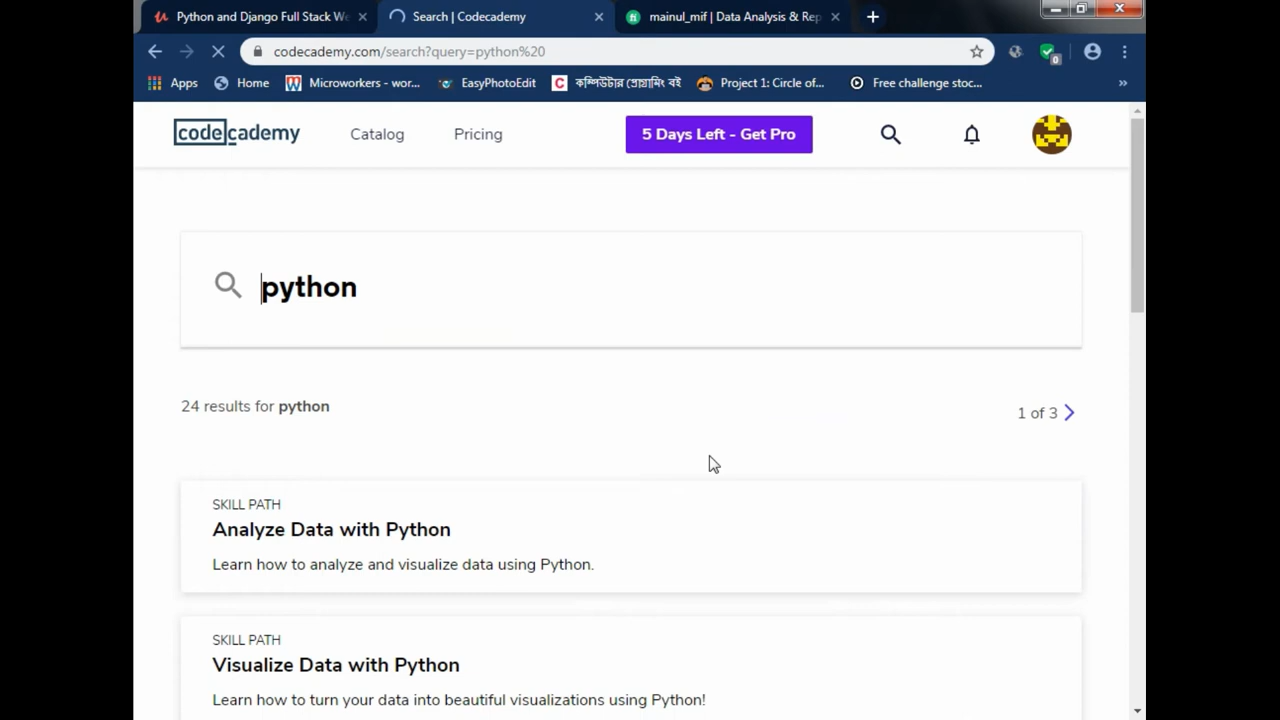 Python and Django Full Stack We
Search | Codecademy
mainul_mif | Data Analysis & Rep
codecademy.com/search?query=python%20
0
Apps
Home
Microworkers - wor...
EasyPhotoEdit
C
কম্পিউটার প্রোগ্রামিং বই
Project 1: Circle of...
Free challenge stoc...
»
codecademy
Catalog
Pricing
5 Days Left - Get Pro
python
24 results for python
1 of 3
SKILL PATH
Analyze Data with Python
Learn how to analyze and visualize data using Python.
SKILL PATH
Visualize Data with Python
Learn how to turn your data into beautiful visualizations using Python!